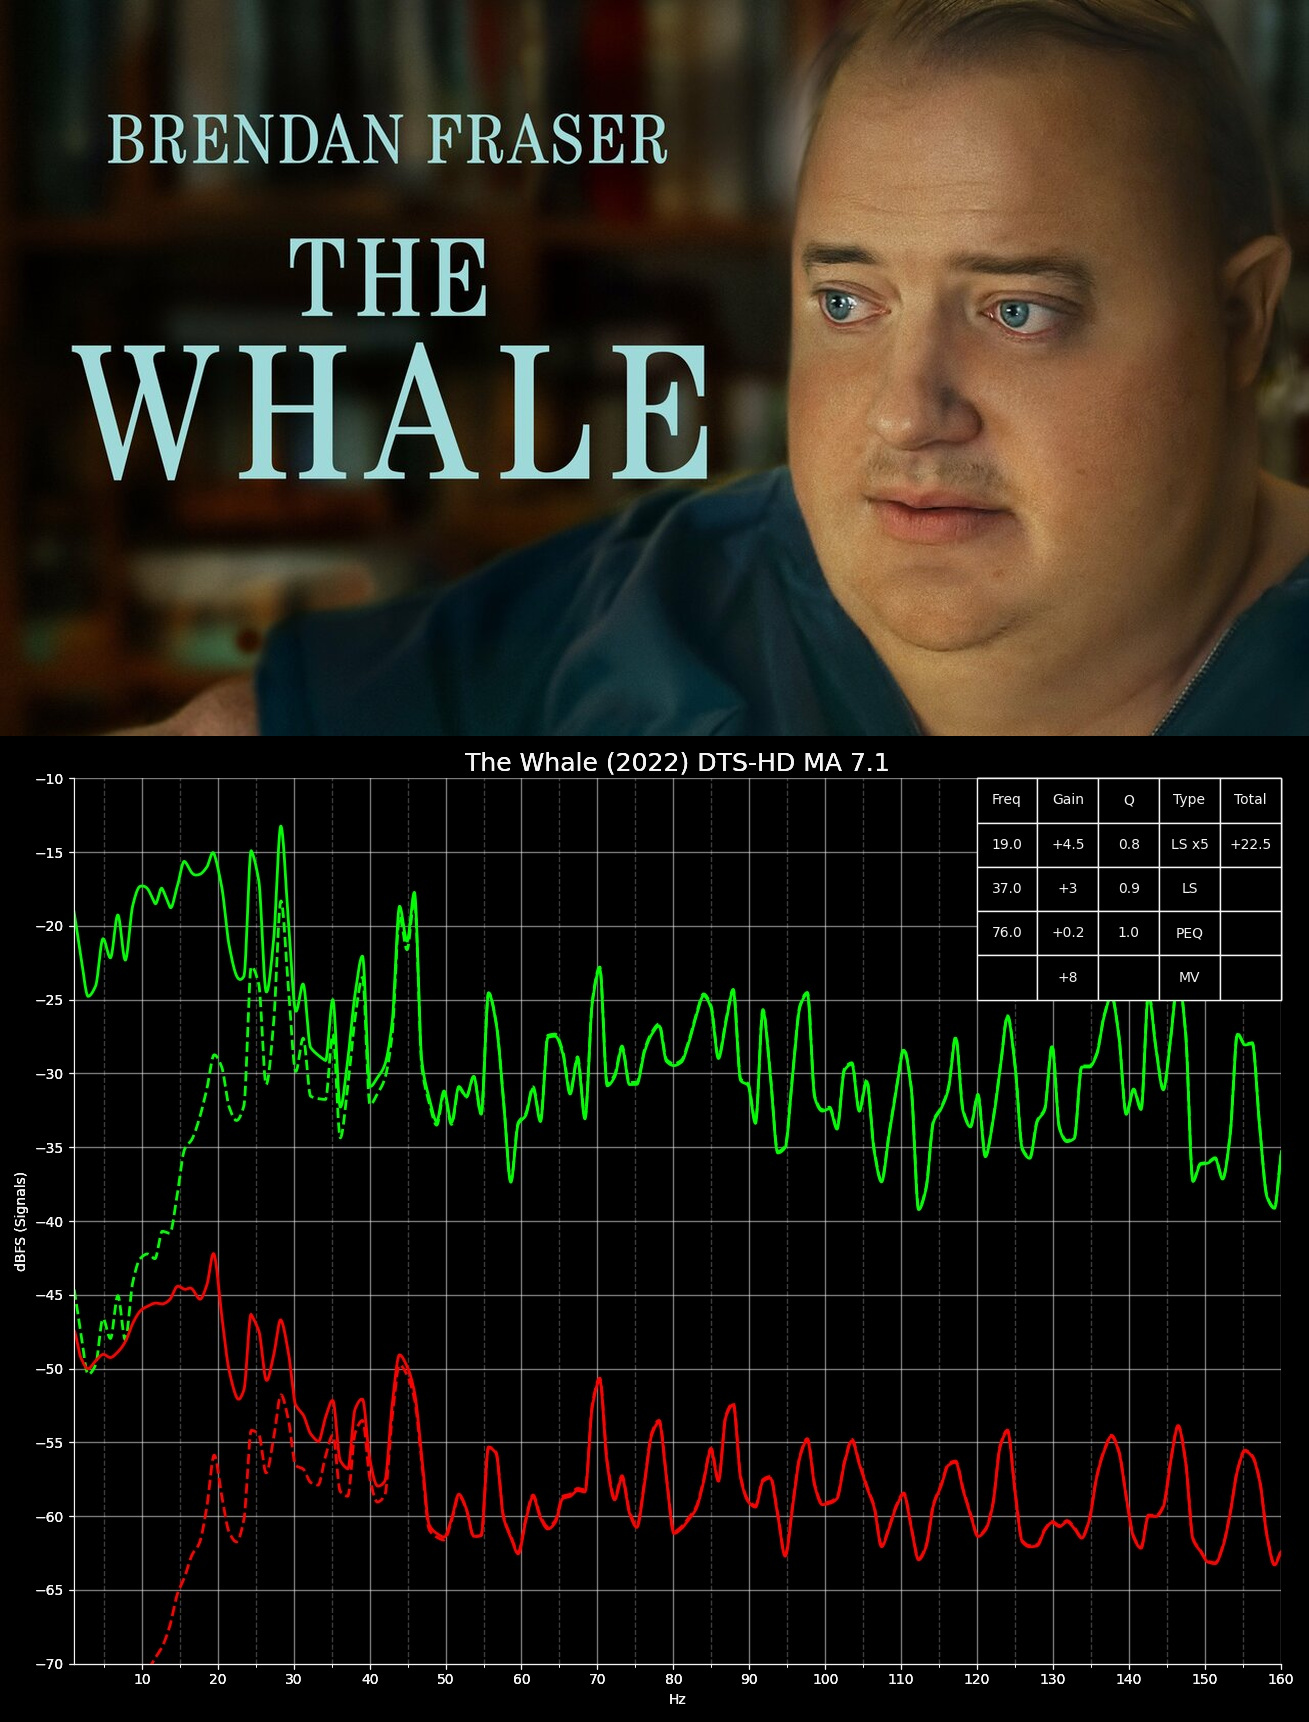 BRENDAN FRASER
THE
WHALE
The Whale (2022) DTS-HD MA 7.1
Freq Gain Q Type Total
19.0 +4.5 0.8 LS x5 +22.5
37.0 +3 0.9 LS
76.0 +0.2 1.0 PEQ
+8 MV
dBFS (Signals)
−10
−15
−20
−25
−30
−35
−40
−45
−50
−55
−60
−65
−70
10 20 30 40 50 60 70 80 90 100 110 120 130 140 150 160
Hz